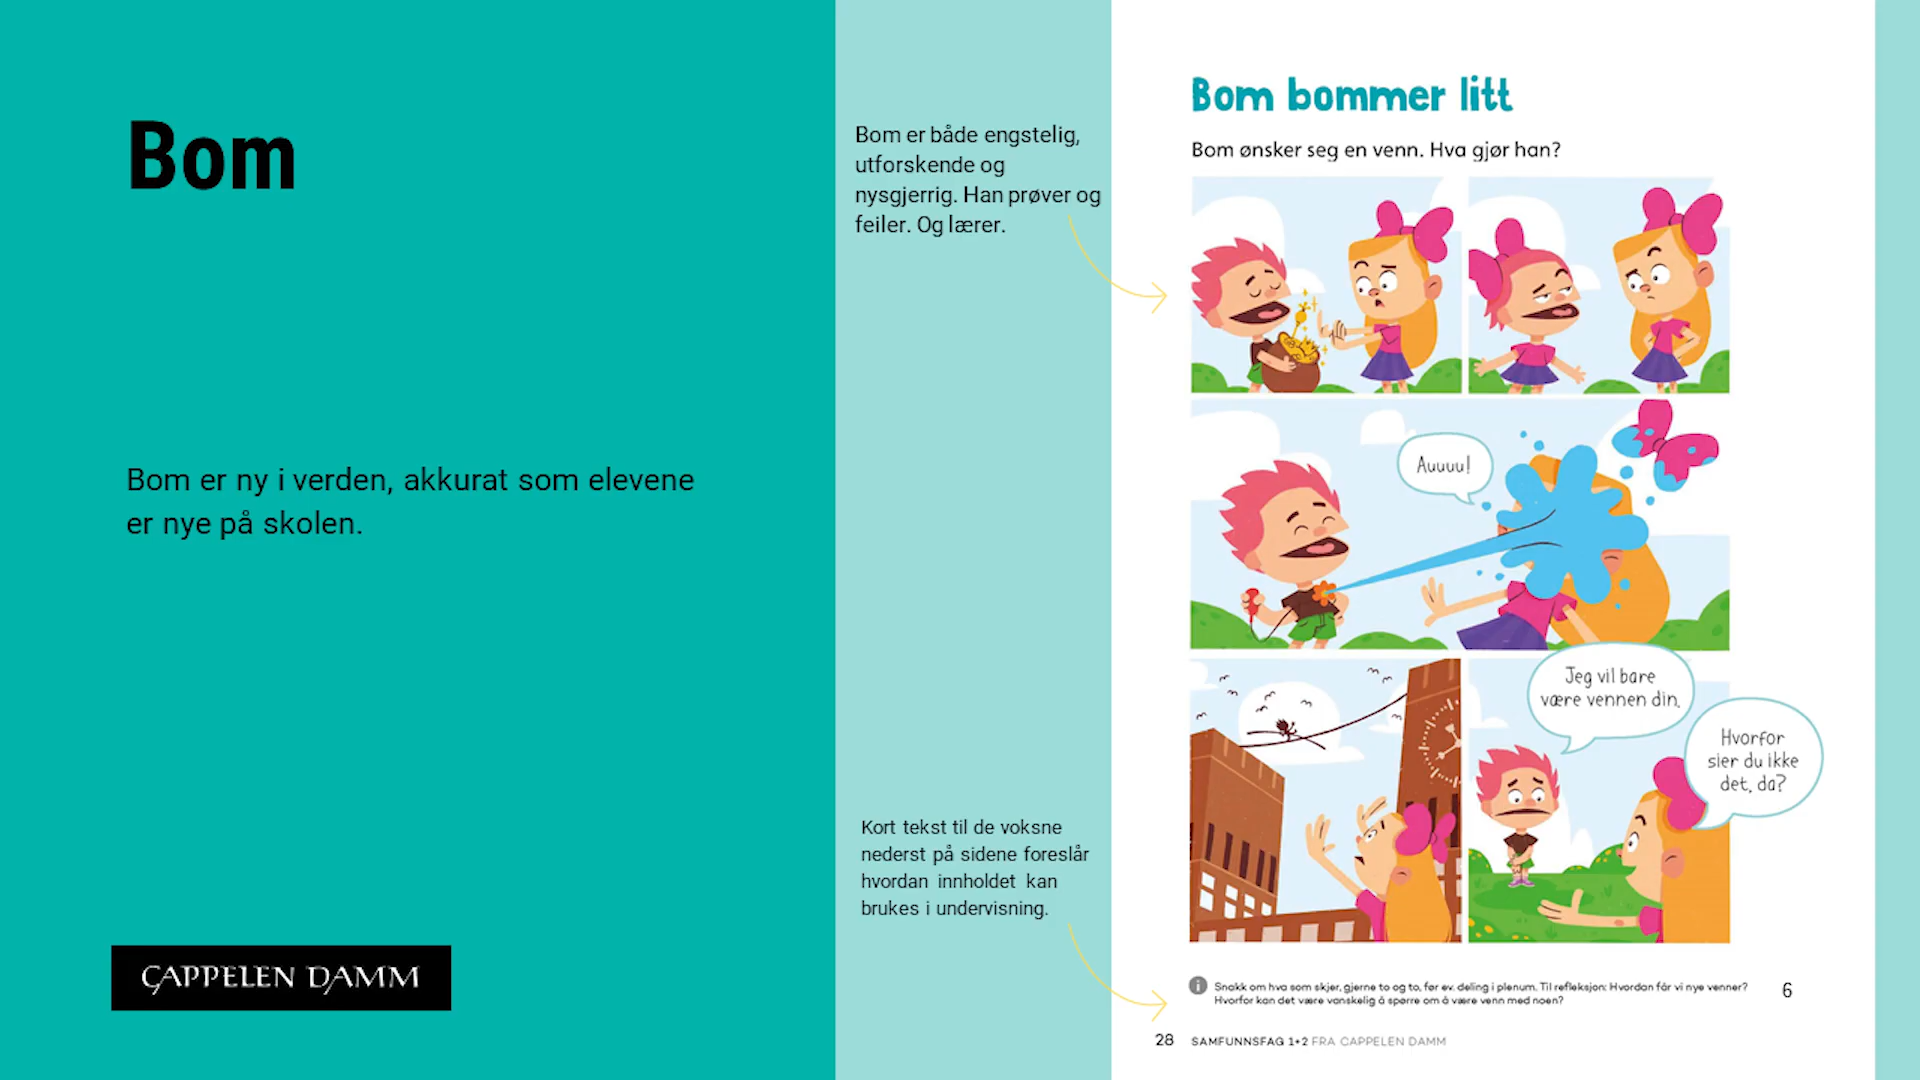 Bom
Bom er ny i verden, akkurat som elevene
er nye på skolen.
CAPPELEN DAMM
Bom er både engstelig,
utforskende og
nysgjerrig. Han prøver og
feiler. Og lærer.
Kort tekst til de voksne
nederst på sidene foreslår
hvordan innholdet kan
brukes i undervisning.
Bom bommer litt
Bom ønsker seg en venn. Hva gjør han?
Auuuu!
Jeg vil bare
være vennen din.
Hvorfor
sier du ikke
det, da?
i
Snakk om hva som skjer, gjerne to og to, før ev. deling i plenum. Til refleksjon: Hvordan får vi nye venner?
Hvorfor kan det være vanskelig å spørre om å være venn med noen?
6
28 SAMFUNNSFAG 1+2 FRA CAPPELEN DAMM